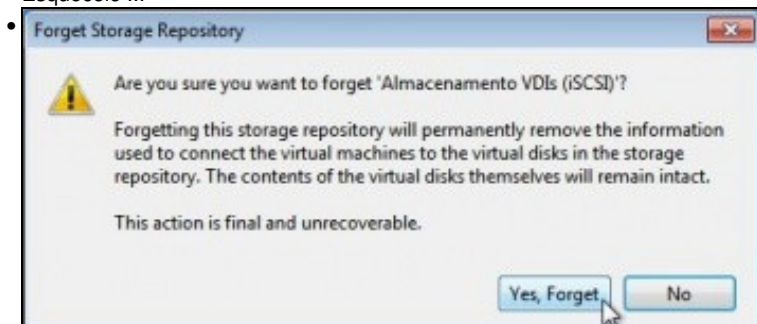 Forget Storage Repository
Are you sure you want to forget 'Almacenamento VDIs (iSCSI)'?
Forgetting this storage repository will permanently remove the information
used to connect the virtual machines to the virtual disks in the storage
repository. The contents of the virtual disks themselves will remain intact.
This action is final and unrecoverable.
Yes, Forget
No